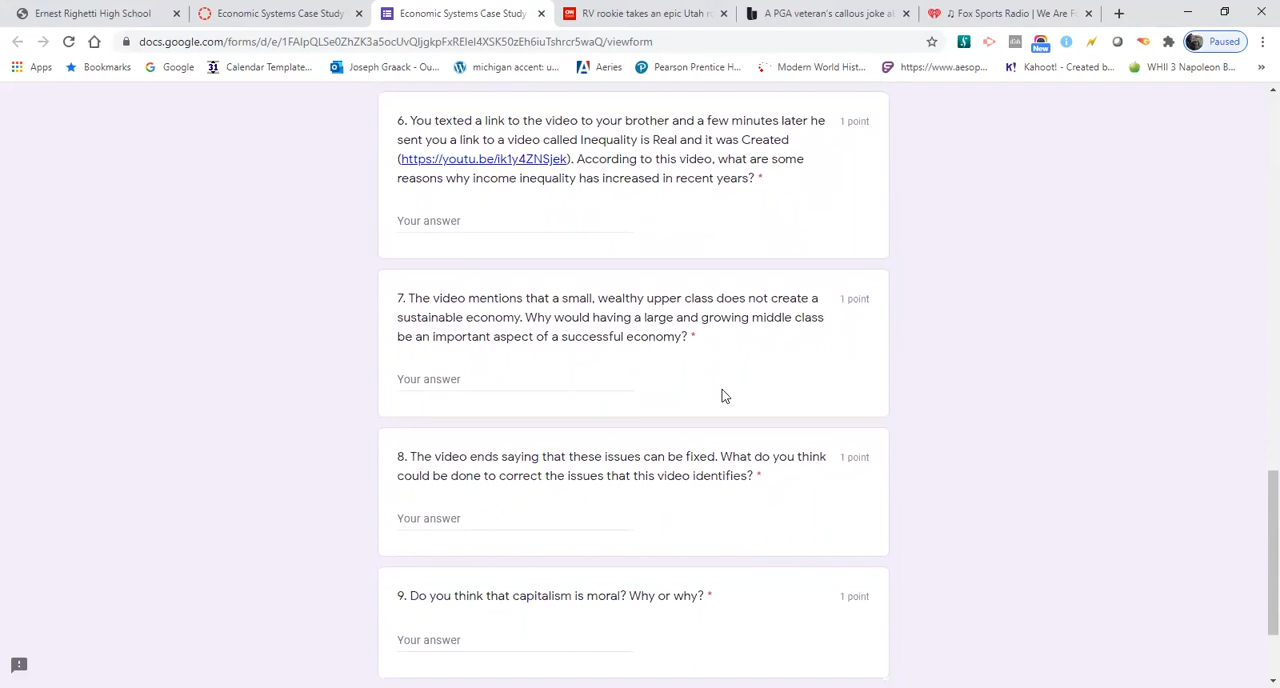 Ernest Righetti High School
Economic Systems Case Study
Economic Systems Case Study
RV rookie takes an epic Utah r
A PGA veteran's callous joke al
Fox Sports Radio | We Are F
Paused
Apps
Bookmarks
Google
Calendar Template...
Joseph Graack - Ou...
michigan accent: u...
Aeries
Pearson Prentice H...
Modern World Hist...
https://www.aesop...
Kahoot! - Created b...
WHII 3 Napoleon B...
New
6. You texted a link to the video to your brother and a few minutes later he
1 point
sent you a link to a video called Inequality is Real and it was Created
(https://youtu.be/ik1y4ZNSjek). According to this video, what are some
reasons why income inequality has increased in recent years? *
Your answer
7. The video mentions that a small, wealthy upper class does not create a
1 point
sustainable economy. Why would having a large and growing middle class
be an important aspect of a successful economy? *
Your answer
8. The video ends saying that these issues can be fixed. What do you think
1 point
could be done to correct the issues that this video identifies? *
Your answer
9. Do you think that capitalism is moral? Why or why? *
1 point
Your answer